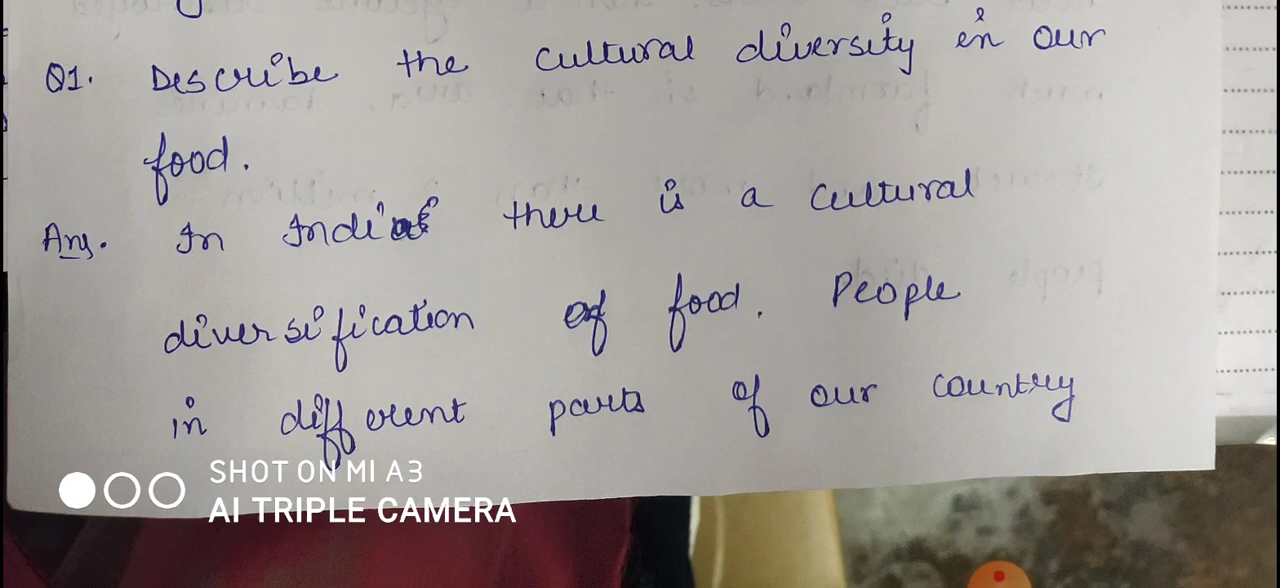 Q1. Describe the cultural diversity in our
food.
Ans. In India there is a cultural
diversification of food. People
in different parts of our country
SHOT ON MI A3
AI TRIPLE CAMERA